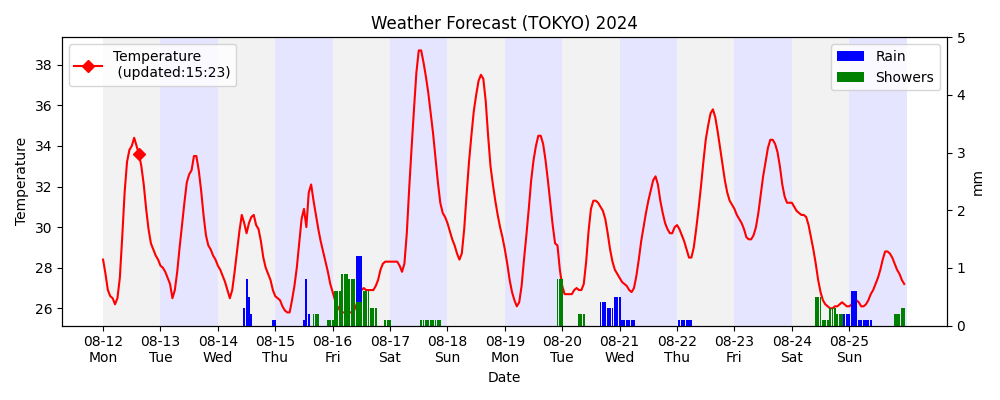 Weather Forecast (TOKYO) 2024
Temperature
(updated:15:23)
Rain
Showers
Temperature
38
36
34
32
30
28
26
5
4
3
2
1
0
mm
08-12 08-13 08-14 08-15 08-16 08-17 08-18 08-19 08-20 08-21 08-22 08-23 08-24 08-25
Mon Tue Wed Thu Fri Sat Sun Mon Tue Wed Thu Fri Sat Sun
Date